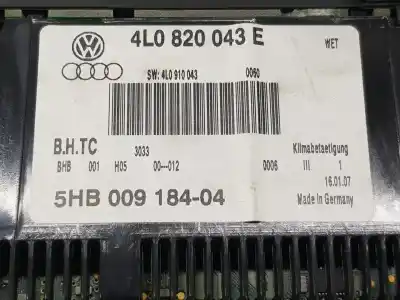 4L0 820 043 E WET
SW: 4L0 910 043 0060
B.H.TC 3033 Klimabetaetigung
BHB 001 H05 00---012 0006 III 1
16.01.07
5HB 009 184-04 Made in Germany